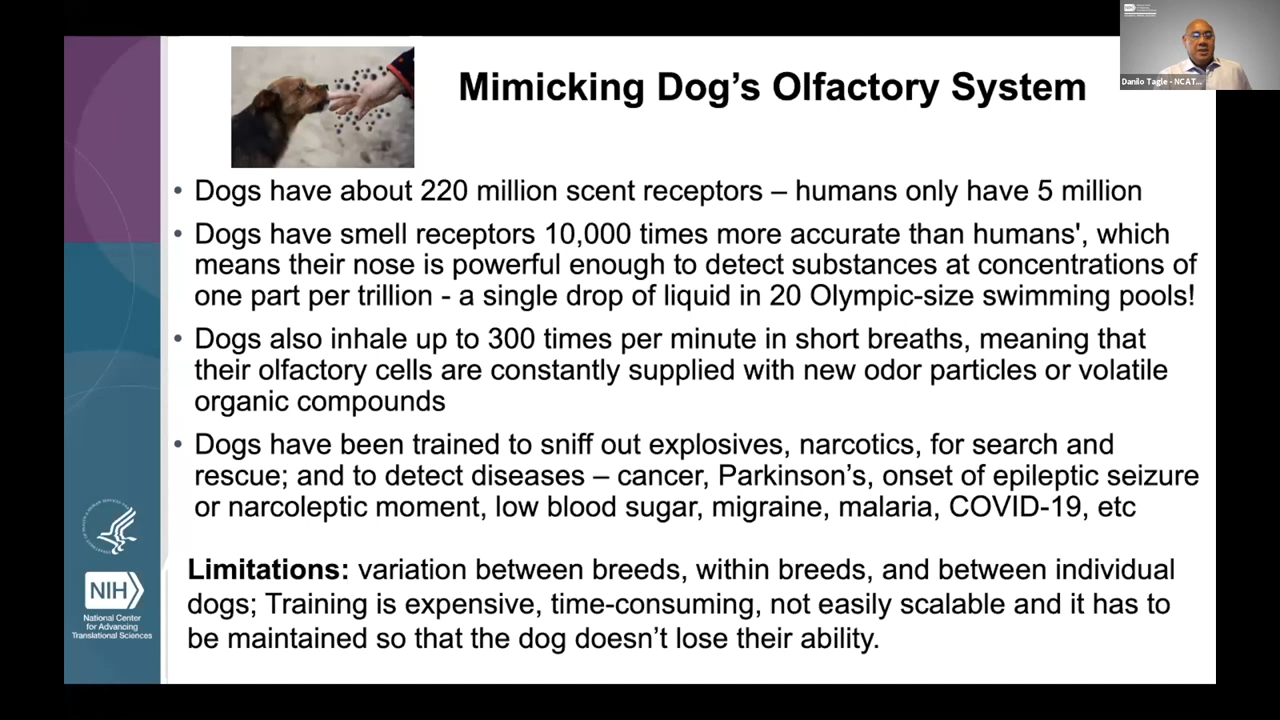 Mimicking Dog's Olfactory System
Danilo Tagle - NCAT...
• Dogs have about 220 million scent receptors – humans only have 5 million
• Dogs have smell receptors 10,000 times more accurate than humans', which
means their nose is powerful enough to detect substances at concentrations of
one part per trillion - a single drop of liquid in 20 Olympic-size swimming pools!
• Dogs also inhale up to 300 times per minute in short breaths, meaning that
their olfactory cells are constantly supplied with new odor particles or volatile
organic compounds
• Dogs have been trained to sniff out explosives, narcotics, for search and
rescue; and to detect diseases – cancer, Parkinson's, onset of epileptic seizure
or narcoleptic moment, low blood sugar, migraine, malaria, COVID-19, etc
Limitations: variation between breeds, within breeds, and between individual
dogs; Training is expensive, time-consuming, not easily scalable and it has to
be maintained so that the dog doesn't lose their ability.
NIH
National Center
for Advancing
Translational Sciences
NIH